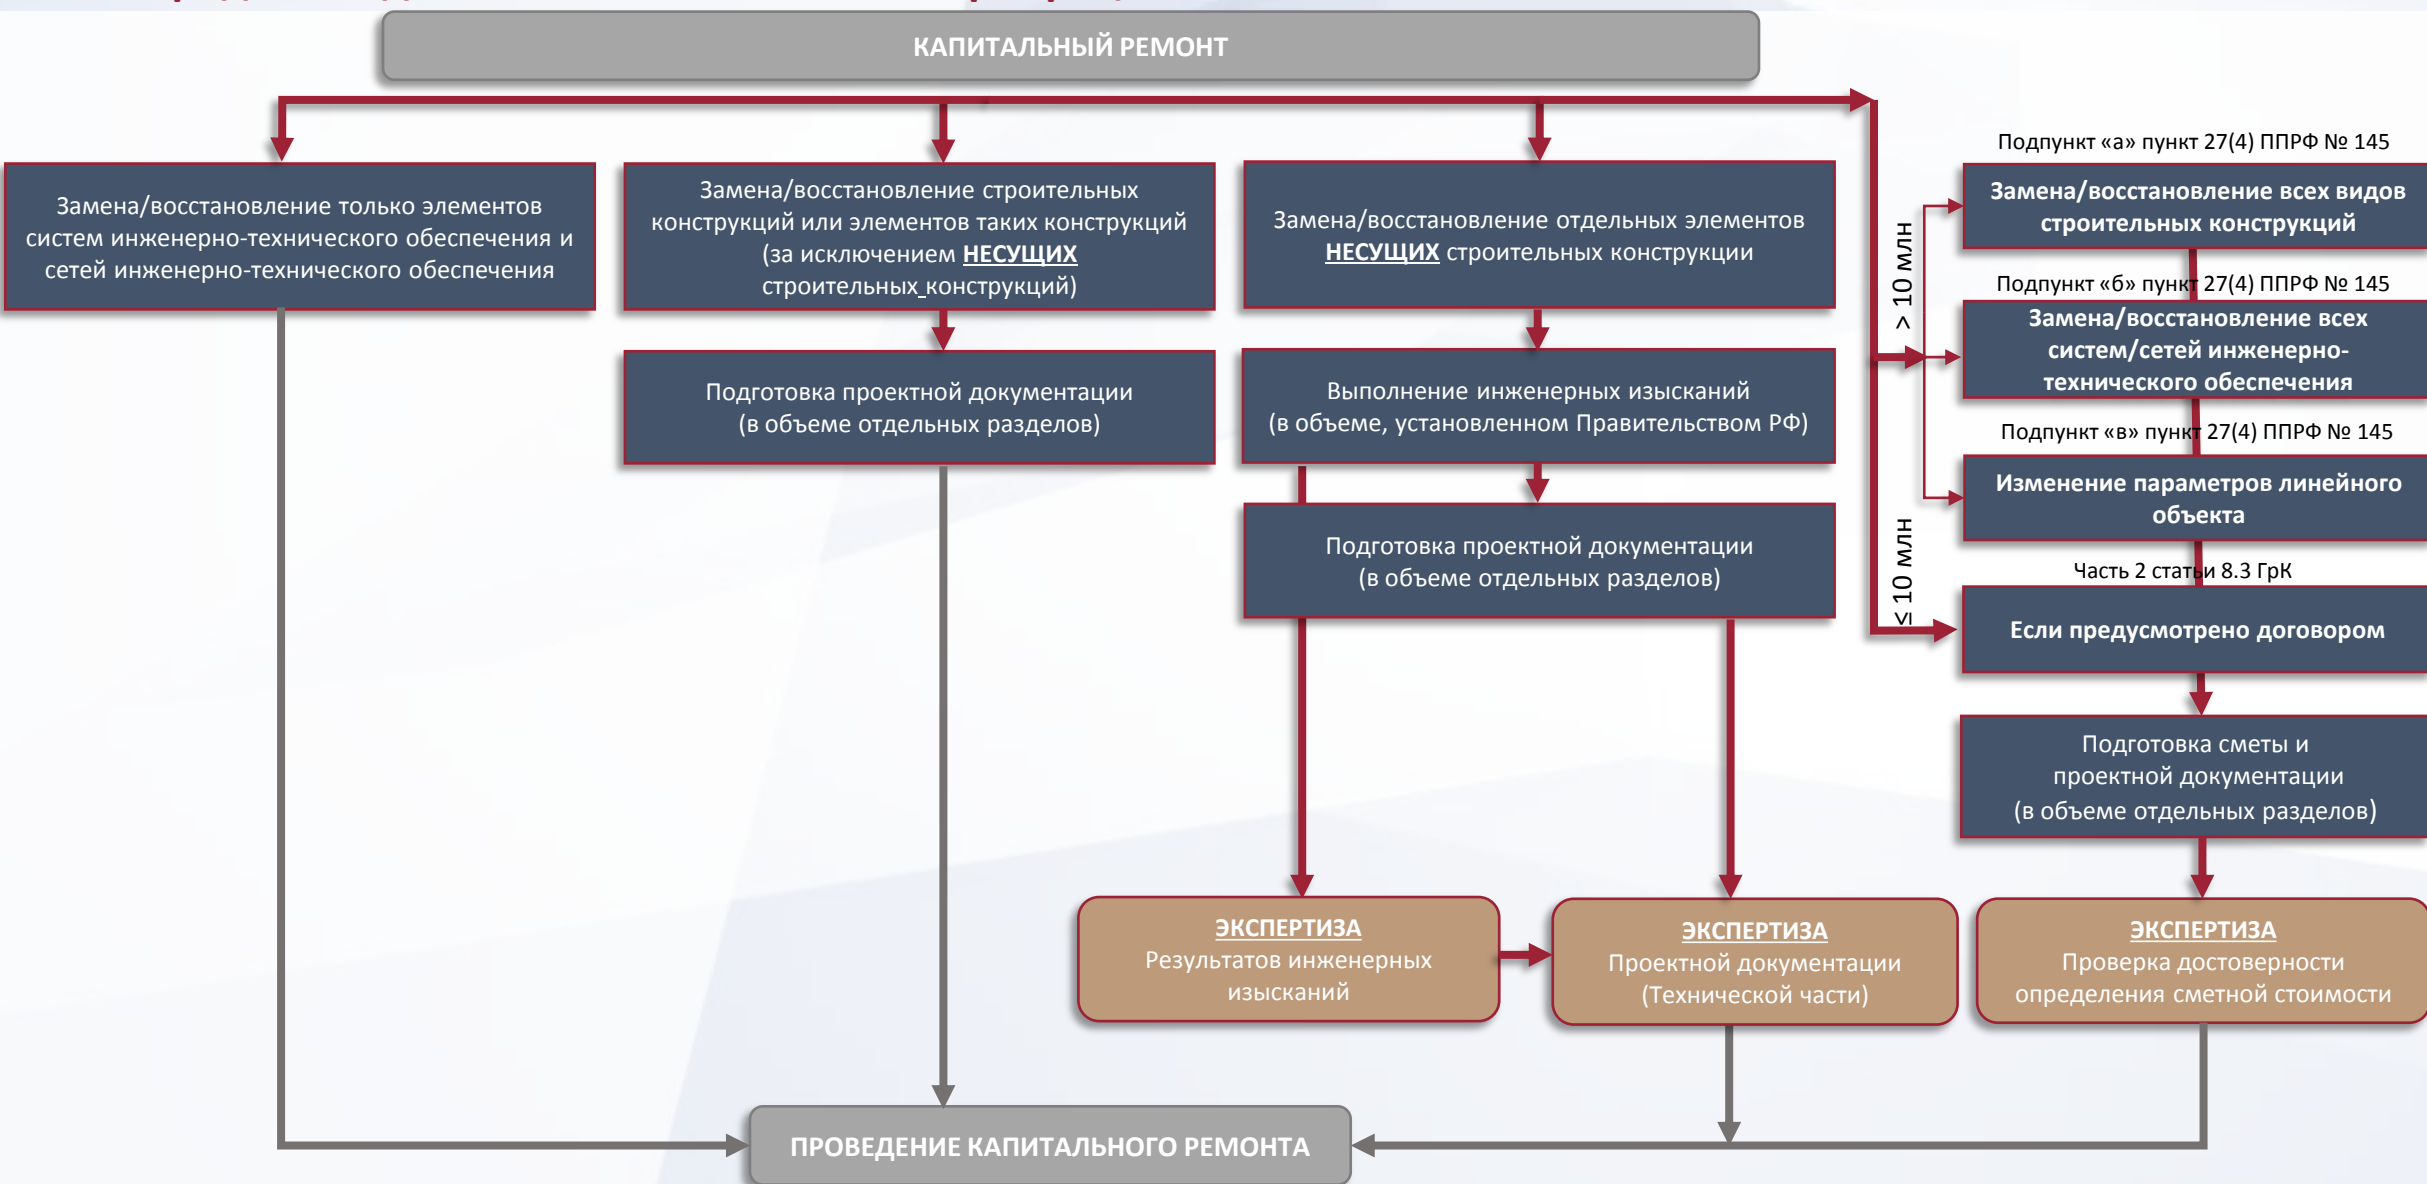 КАПИТАЛЬНЫЙ РЕМОНТ
Замена/восстановление только элементов
систем инженерно-технического обеспечения и
сетей инженерно-технического обеспечения
Замена/восстановление строительных
конструкций или элементов таких конструкций
(за исключением НЕСУЩИХ
строительных конструкций)
Подготовка проектной документации
(в объеме отдельных разделов)
Замена/восстановление отдельных элементов
НЕСУЩИХ строительных конструкции
Выполнение инженерных изысканий
(в объеме, установленном Правительством РФ)
Подготовка проектной документации
(в объеме отдельных разделов)
> 10 млн
≤ 10 млн
Подпункт «а» пункт 27(4) ППРФ № 145
Замена/восстановление всех видов
строительных конструкций
Подпункт «б» пункт 27(4) ППРФ № 145
Замена/восстановление всех
систем/сетей инженерно-
технического обеспечения
Подпункт «в» пункт 27(4) ППРФ № 145
Изменение параметров линейного
объекта
Часть 2 статьи 8.3 ГрК
Если предусмотрено договором
Подготовка сметы и
проектной документации
(в объеме отдельных разделов)
ЭКСПЕРТИЗА
Результатов инженерных
изысканий
ЭКСПЕРТИЗА
Проектной документации
(Технической части)
ЭКСПЕРТИЗА
Проверка достоверности
определения сметной стоимости
ПРОВЕДЕНИЕ КАПИТАЛЬНОГО РЕМОНТА